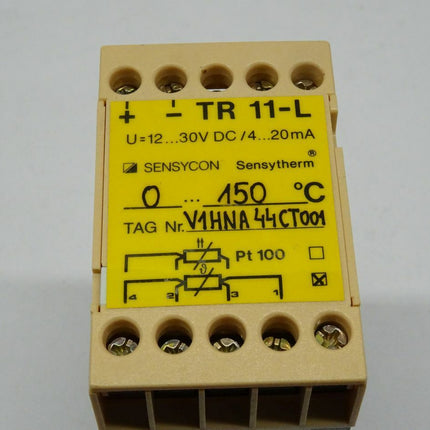 + − TR 11-L
U=12...30V DC/4...20mA
SENSYCON Sensytherm®
0 ... 150 °C
TAG Nr. V1HNA44CT001
Pt 100
4 2 3 1